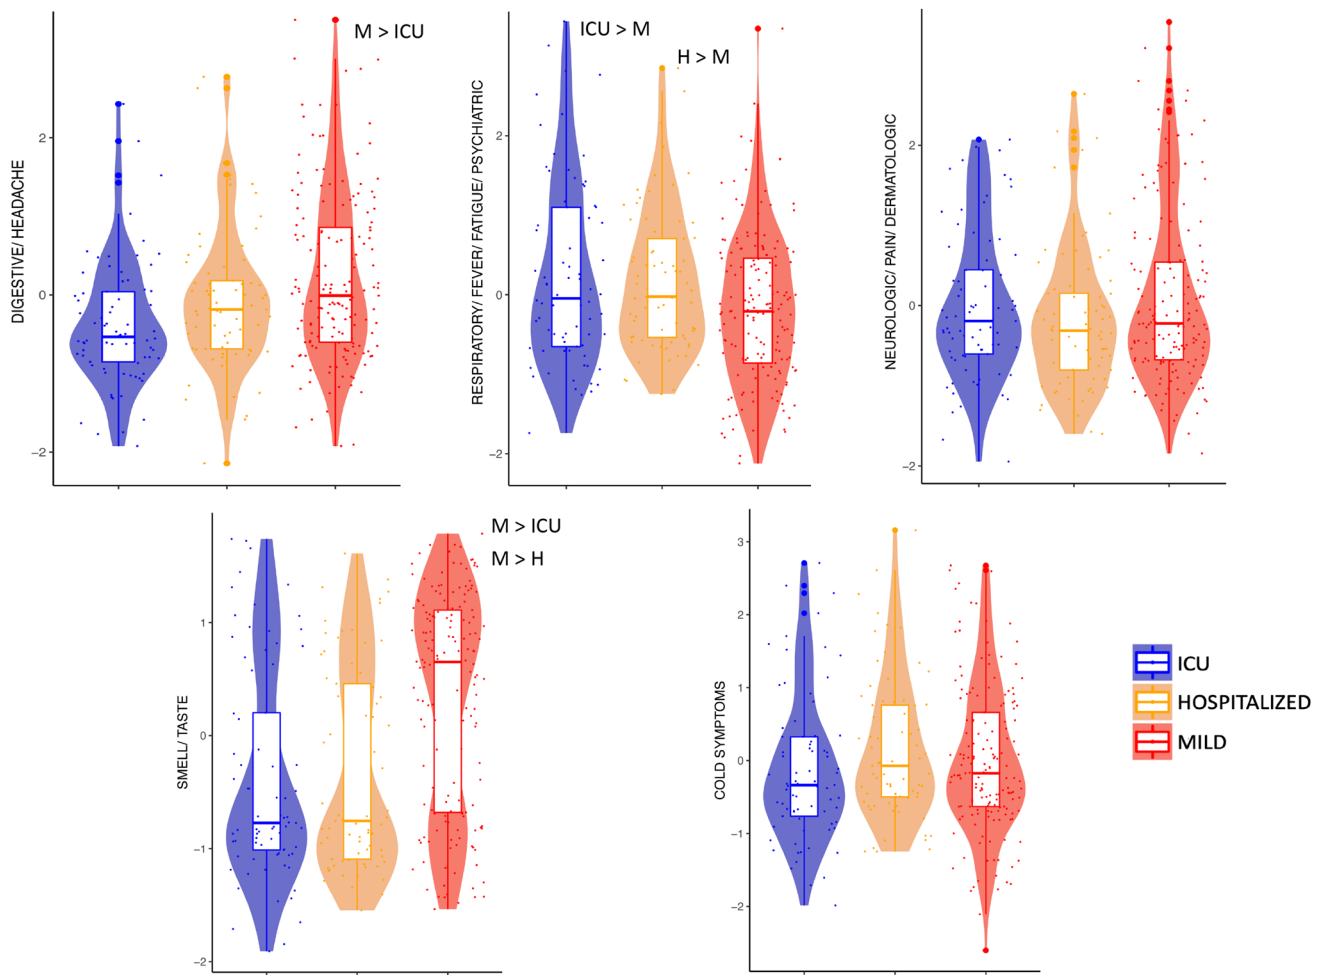 DIGESTIVE/ HEADACHE
2
0
−2
M > ICU
RESPIRATORY/ FEVER/ FATIGUE/ PSYCHIATRIC
2
0
−2
ICU > M
H > M
NEUROLOGIC/ PAIN/ DERMATOLOGIC
2
0
−2
SMELL/ TASTE
1
0
−1
−2
M > ICU
M > H
COLD SYMPTOMS
3
2
1
0
−1
−2
ICU
HOSPITALIZED
MILD